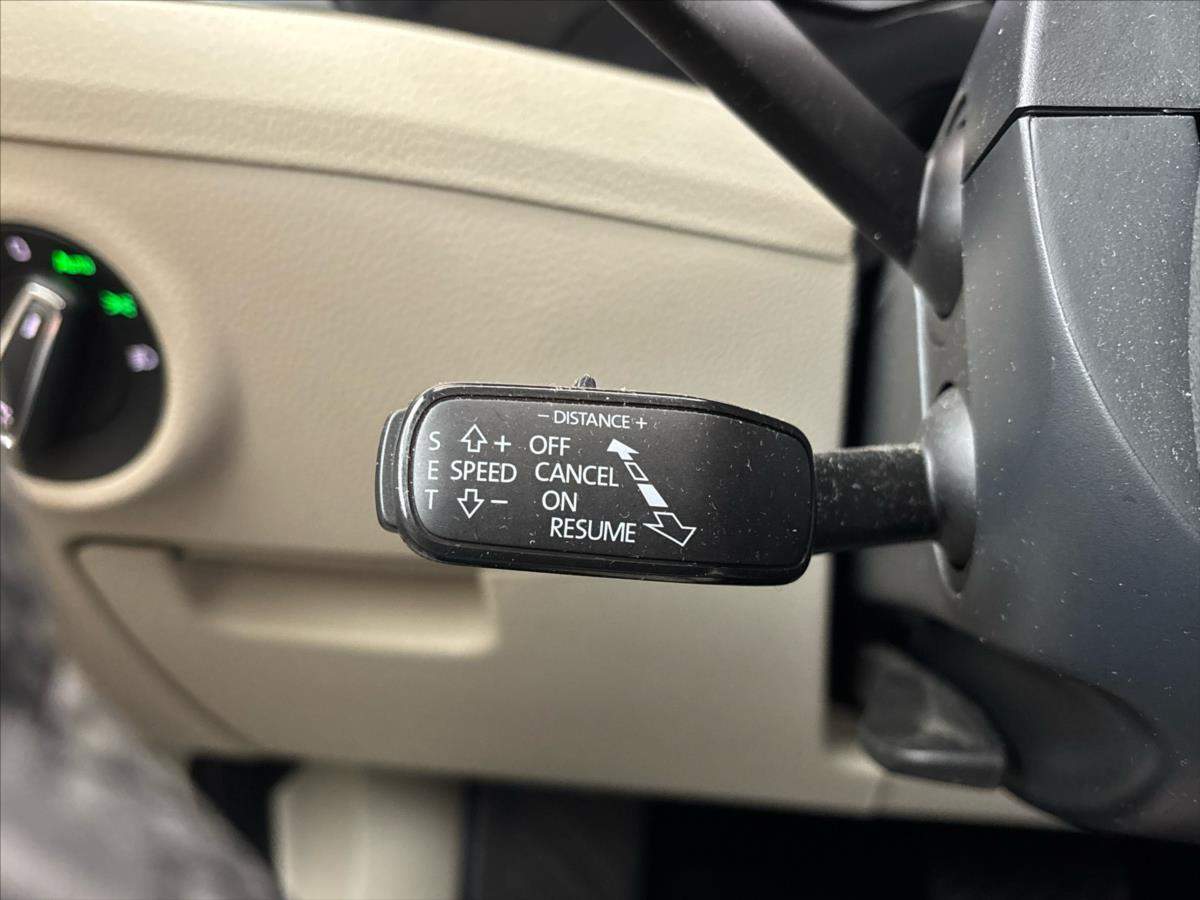 − DISTANCE +
S + OFF
E SPEED CANCEL
T − ON
RESUME